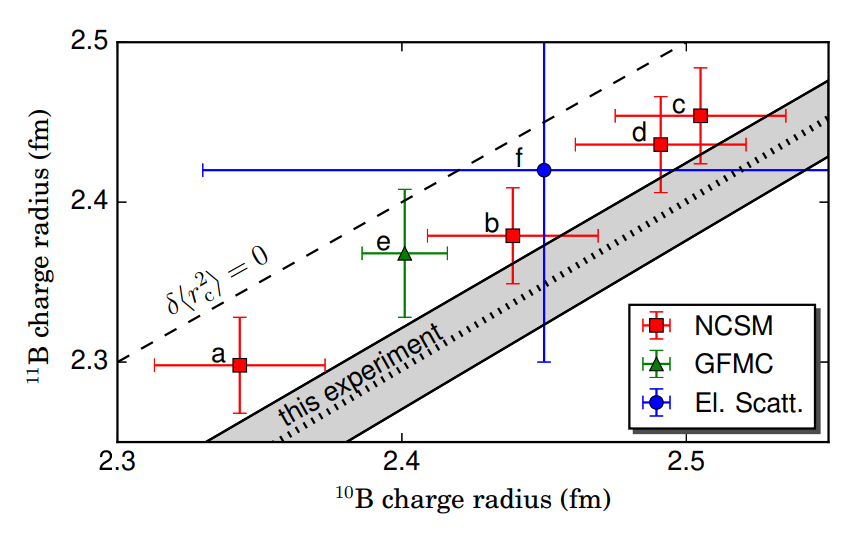 2.5
2.4
2.3
¹¹B charge radius (fm)
δ⟨r²c⟩ = 0
a
b
c
d
e
f
this experiment
NCSM
GFMC
El. Scatt.
2.3
2.4
2.5
¹⁰B charge radius (fm)